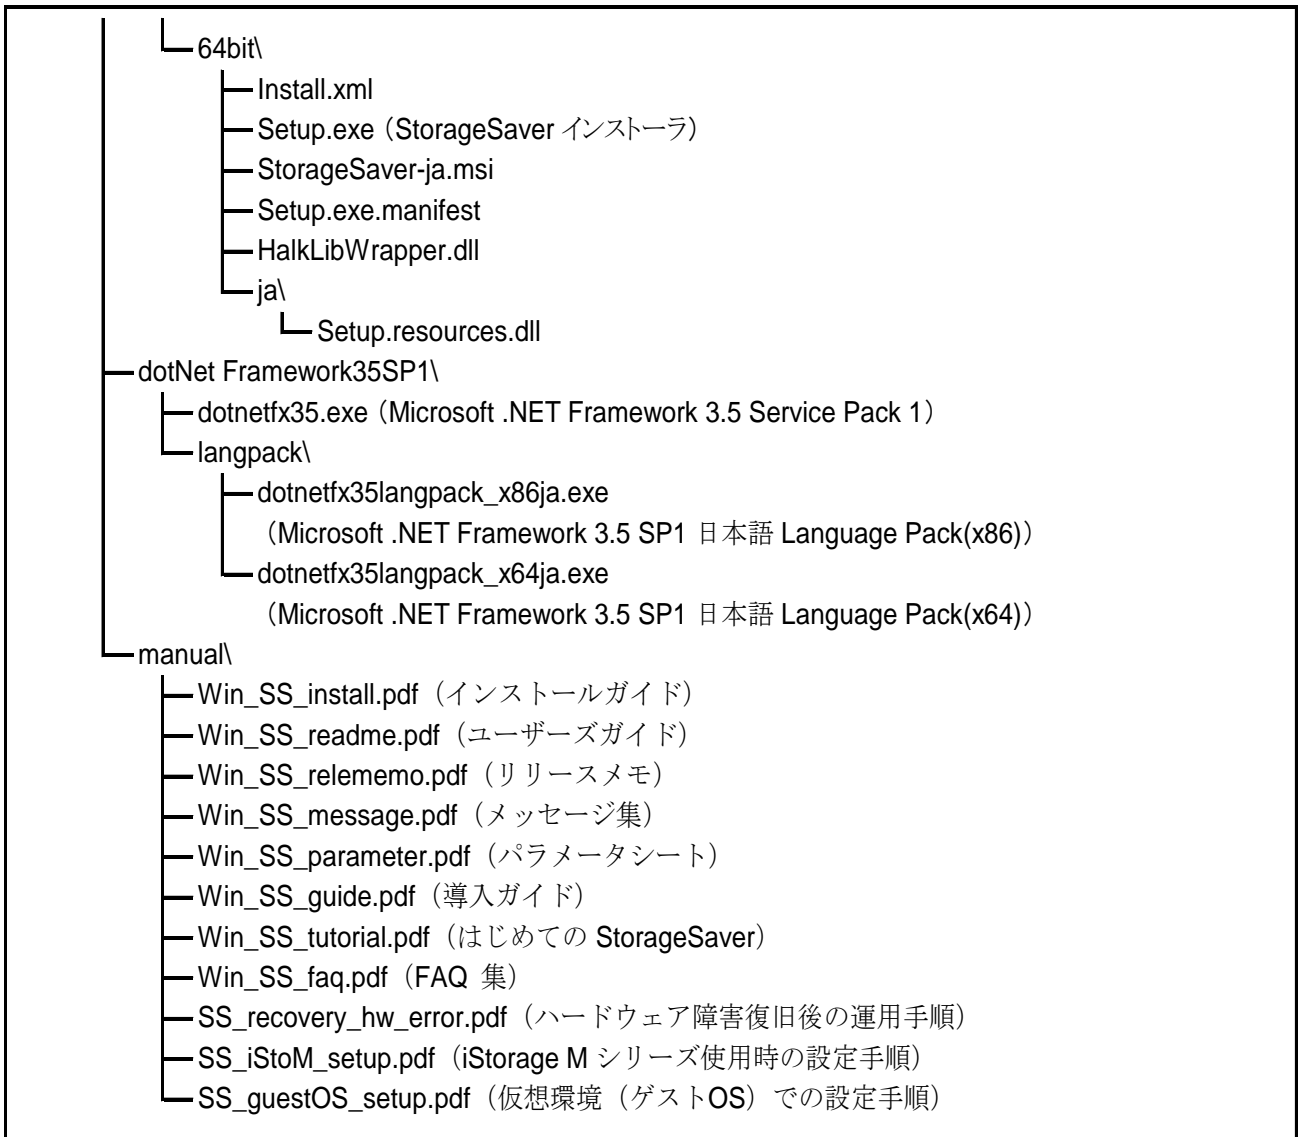 64bit\
Install.xml
Setup.exe（StorageSaver インストーラ）
StorageSaver-ja.msi
Setup.exe.manifest
HalkLibWrapper.dll
ja\
Setup.resources.dll
dotNet Framework35SP1\
dotnetfx35.exe（Microsoft .NET Framework 3.5 Service Pack 1）
langpack\
dotnetfx35langpack_x86ja.exe
（Microsoft .NET Framework 3.5 SP1 日本語 Language Pack(x86)）
dotnetfx35langpack_x64ja.exe
（Microsoft .NET Framework 3.5 SP1 日本語 Language Pack(x64)）
manual\
Win_SS_install.pdf（インストールガイド）
Win_SS_readme.pdf（ユーザーズガイド）
Win_SS_relememo.pdf（リリースメモ）
Win_SS_message.pdf（メッセージ集）
Win_SS_parameter.pdf（パラメータシート）
Win_SS_guide.pdf（導入ガイド）
Win_SS_tutorial.pdf（はじめての StorageSaver）
Win_SS_faq.pdf（FAQ 集）
SS_recovery_hw_error.pdf（ハードウェア障害復旧後の運用手順）
SS_iStoM_setup.pdf（iStorage M シリーズ使用時の設定手順）
SS_guestOS_setup.pdf（仮想環境（ゲストOS）での設定手順）